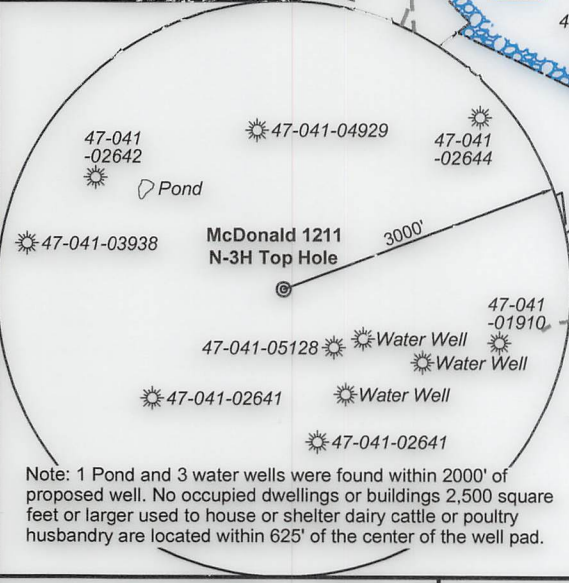 47-041-04929
47-041
-02644
47-041
-02642
Pond
47-041-03938
McDonald 1211
N-3H Top Hole
3000'
47-041
-01910
Water Well
47-041-05128
Water Well
47-041-02641
Water Well
47-041-02641
Note: 1 Pond and 3 water wells were found within 2000' of
proposed well. No occupied dwellings or buildings 2,500 square
feet or larger used to house or shelter dairy cattle or poultry
husbandry are located within 625' of the center of the well pad.
4